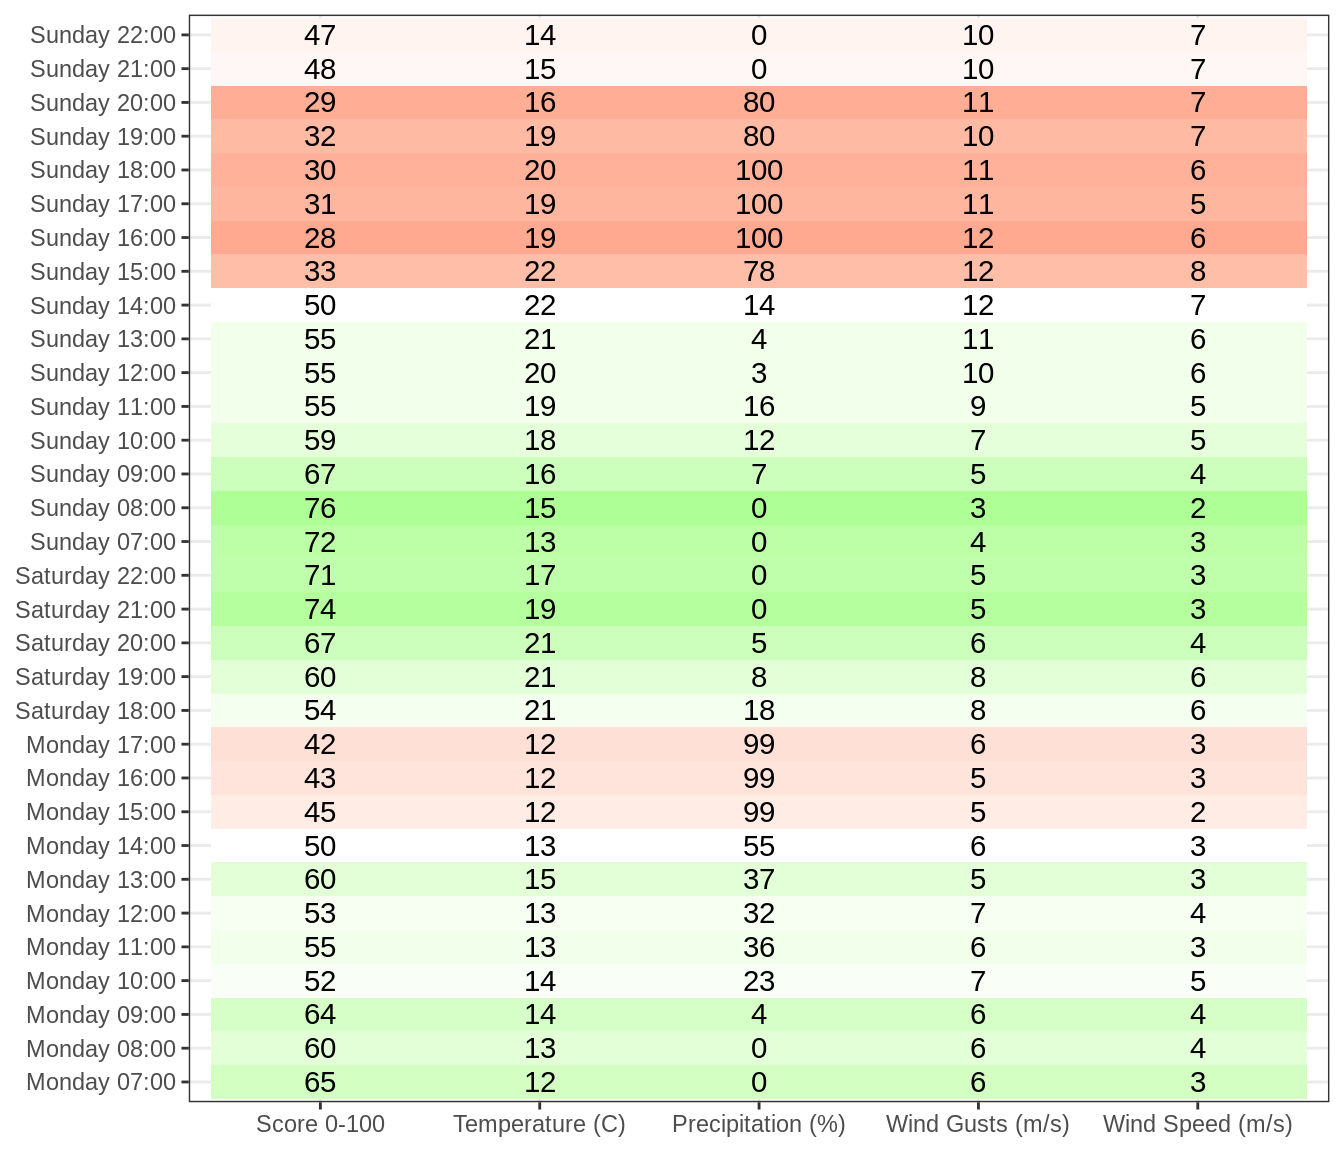 Sunday 22:00 47 14 0 10 7
Sunday 21:00 48 15 0 10 7
Sunday 20:00 29 16 80 11 7
Sunday 19:00 32 19 80 10 7
Sunday 18:00 30 20 100 11 6
Sunday 17:00 31 19 100 11 5
Sunday 16:00 28 19 100 12 6
Sunday 15:00 33 22 78 12 8
Sunday 14:00 50 22 14 12 7
Sunday 13:00 55 21 4 11 6
Sunday 12:00 55 20 3 10 6
Sunday 11:00 55 19 16 9 5
Sunday 10:00 59 18 12 7 5
Sunday 09:00 67 16 7 5 4
Sunday 08:00 76 15 0 3 2
Sunday 07:00 72 13 0 4 3
Saturday 22:00 71 17 0 5 3
Saturday 21:00 74 19 0 5 3
Saturday 20:00 67 21 5 6 4
Saturday 19:00 60 21 8 8 6
Saturday 18:00 54 21 18 8 6
Monday 17:00 42 12 99 6 3
Monday 16:00 43 12 99 5 3
Monday 15:00 45 12 99 5 2
Monday 14:00 50 13 55 6 3
Monday 13:00 60 15 37 5 3
Monday 12:00 53 13 32 7 4
Monday 11:00 55 13 36 6 3
Monday 10:00 52 14 23 7 5
Monday 09:00 64 14 4 6 4
Monday 08:00 60 13 0 6 4
Monday 07:00 65 12 0 6 3
Score 0-100 Temperature (C) Precipitation (%) Wind Gusts (m/s) Wind Speed (m/s)